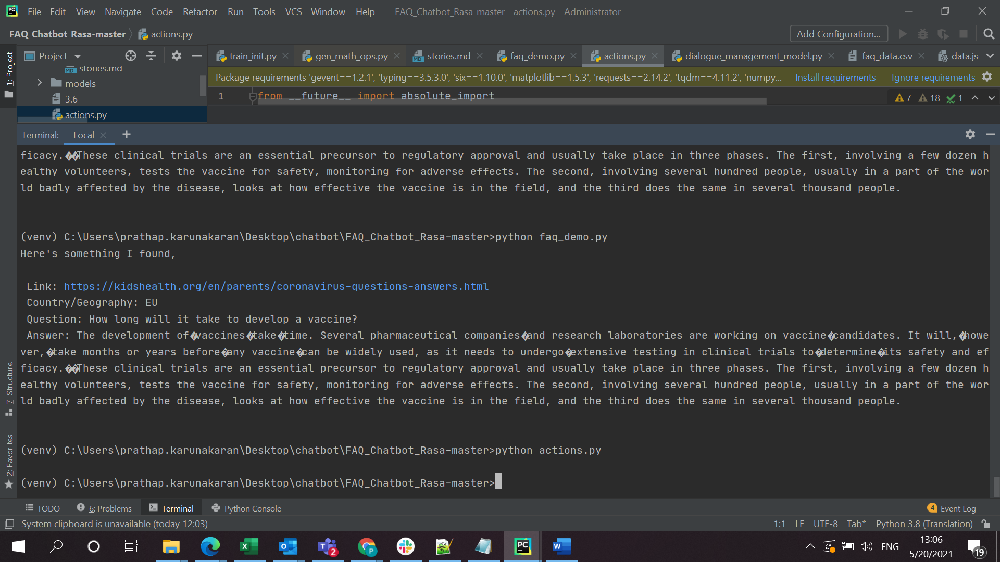 File Edit View Navigate Code Refactor Run Tools VCS Window Help FAQ_Chatbot_Rasa-master - actions.py - Administrator
FAQ_Chatbot_Rasa-master actions.py Add Configuration...
1: Project
Project
train_init.py gen_math_ops.py stories.md faq_demo.py actions.py dialogue_management_model.py faq_data.csv data.js
stories.md
models
3.6
actions.py
Package requirements 'gevent==1.2.1', 'typing==3.5.3.0', 'six==1.10.0', 'matplotlib==1.5.3', 'requests==2.14.2', 'tqdm==4.11.2', 'numpy... Install requirements Ignore requirements
1 from __future__ import absolute_import 7 18 1
Terminal: Local +
ficacy.��These clinical trials are an essential precursor to regulatory approval and usually take place in three phases. The first, involving a few dozen h
ealthy volunteers, tests the vaccine for safety, monitoring for adverse effects. The second, involving several hundred people, usually in a part of the wor
ld badly affected by the disease, looks at how effective the vaccine is in the field, and the third does the same in several thousand people.
(venv) C:\Users\prathap.karunakaran\Desktop\chatbot\FAQ_Chatbot_Rasa-master>python faq_demo.py
Here's something I found,
Link: https://kidshealth.org/en/parents/coronavirus-questions-answers.html
Country/Geography: EU
Question: How long will it take to develop a vaccine?
Answer: The development of�vaccines�take�time. Several pharmaceutical companies�and research laboratories are working on vaccine�candidates. It will,�howe
ver,�take months or years before�any vaccine�can be widely used, as it needs to undergo�extensive testing in clinical trials to�determine�its safety and ef
ficacy.��These clinical trials are an essential precursor to regulatory approval and usually take place in three phases. The first, involving a few dozen h
ealthy volunteers, tests the vaccine for safety, monitoring for adverse effects. The second, involving several hundred people, usually in a part of the wor
ld badly affected by the disease, looks at how effective the vaccine is in the field, and the third does the same in several thousand people.
(venv) C:\Users\prathap.karunakaran\Desktop\chatbot\FAQ_Chatbot_Rasa-master>python actions.py
(venv) C:\Users\prathap.karunakaran\Desktop\chatbot\FAQ_Chatbot_Rasa-master>
7: Structure
2: Favorites
TODO 6: Problems Terminal Python Console 4 Event Log
System clipboard is unavailable (today 12:03) 1:1 LF UTF-8 Tab* Python 3.8 (Translation)
2 P PC ENG 13:06
5/20/2021 19